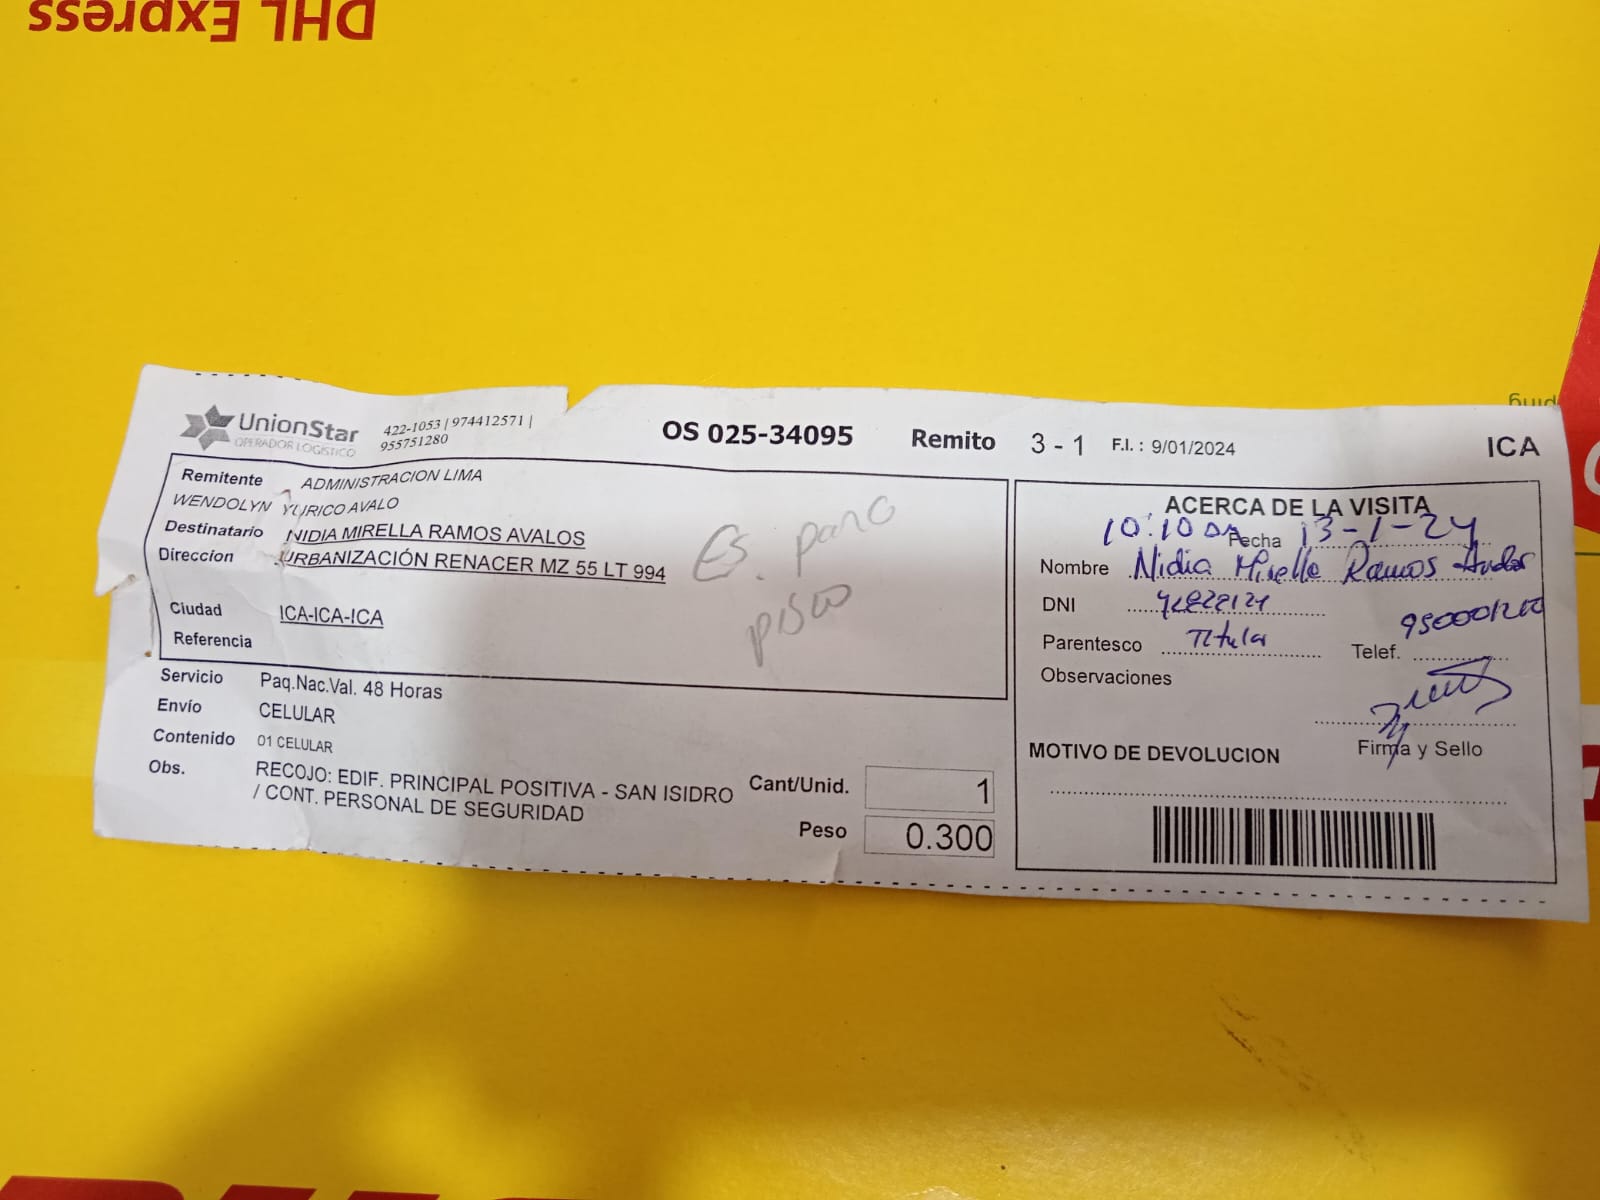 DHL Express
UnionStar
OPERADOR LOGISTICO
422-1053 | 974412571 |
955751280
OS 025-34095
Remito 3 - 1 F.I. : 9/01/2024
ICA
Remitente ADMINISTRACION LIMA
WENDOLYN YURICO AVALO
Destinatario NIDIA MIRELLA RAMOS AVALOS
Direccion URBANIZACIÓN RENACER MZ 55 LT 994
Ciudad ICA-ICA-ICA
Referencia
Es. para
pisco
Servicio Paq.Nac.Val. 48 Horas
Envío CELULAR
Contenido 01 CELULAR
Obs. RECOJO: EDIF. PRINCIPAL POSITIVA - SAN ISIDRO
/ CONT. PERSONAL DE SEGURIDAD
Cant/Unid. 1
Peso 0.300
ACERCA DE LA VISITA
10:10 Fecha 13-1-24
Nombre Nidia Mirella Ramos Avalos
DNI
Parentesco Titular
Telef.
Observaciones
Firma y Sello
MOTIVO DE DEVOLUCION